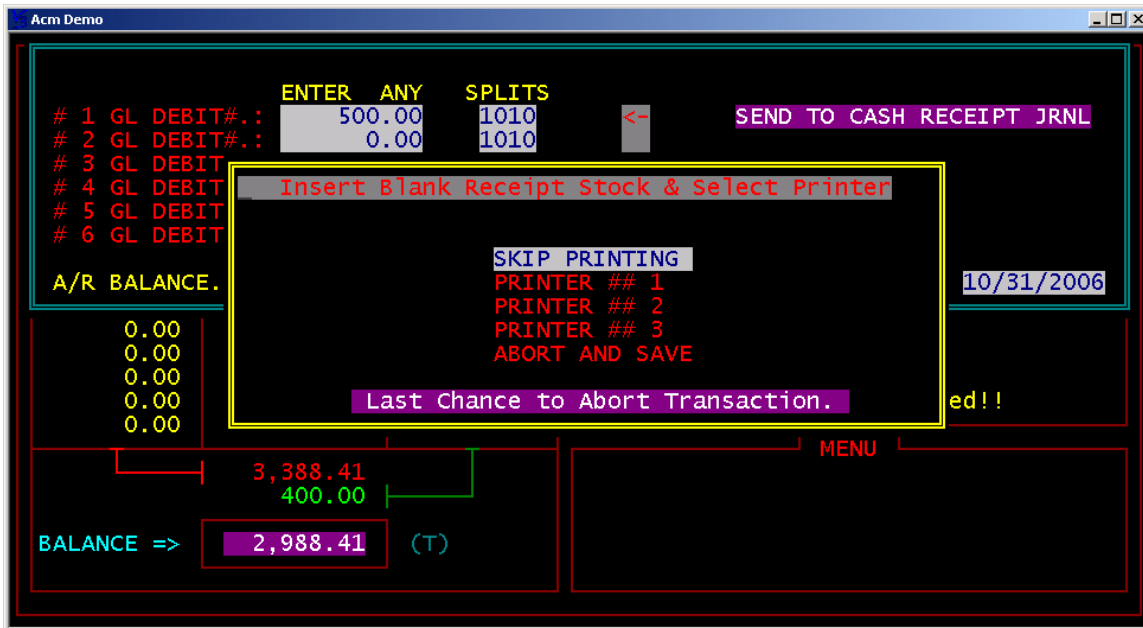 Acm Demo
ENTER ANY SPLITS
# 1 GL DEBIT#.: 500.00 1010 <- SEND TO CASH RECEIPT JRNL
# 2 GL DEBIT#.: 0.00 1010
# 3 GL DEBIT
# 4 GL DEBIT
# 5 GL DEBIT
# 6 GL DEBIT
A/R BALANCE. 10/31/2006
_ Insert Blank Receipt Stock & Select Printer
SKIP PRINTING
PRINTER ## 1
PRINTER ## 2
PRINTER ## 3
ABORT AND SAVE
Last Chance to Abort Transaction.
0.00
0.00
0.00
0.00 ed!!
0.00
MENU
3,388.41
400.00
BALANCE => 2,988.41 (T)